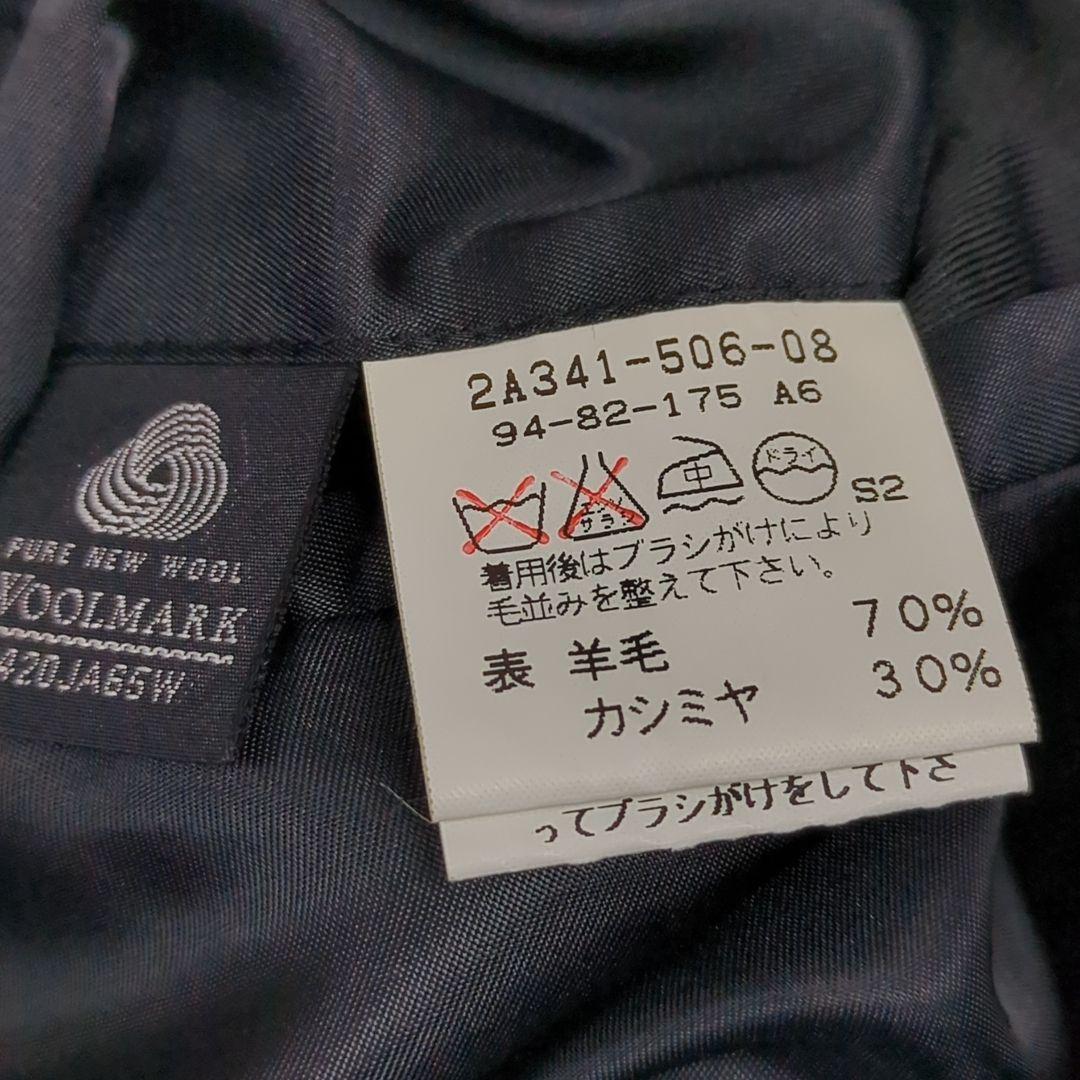 PURE NEW WOOL
WOOLMARK
420JA65W
2A341-506-08
94-82-175 A6
中
ドライ
サラシ
S2
着用後はブラシがけにより
毛並みを整えて下さい。
表 羊毛 70%
カシミヤ 30%
ってブラシがけをして下さ